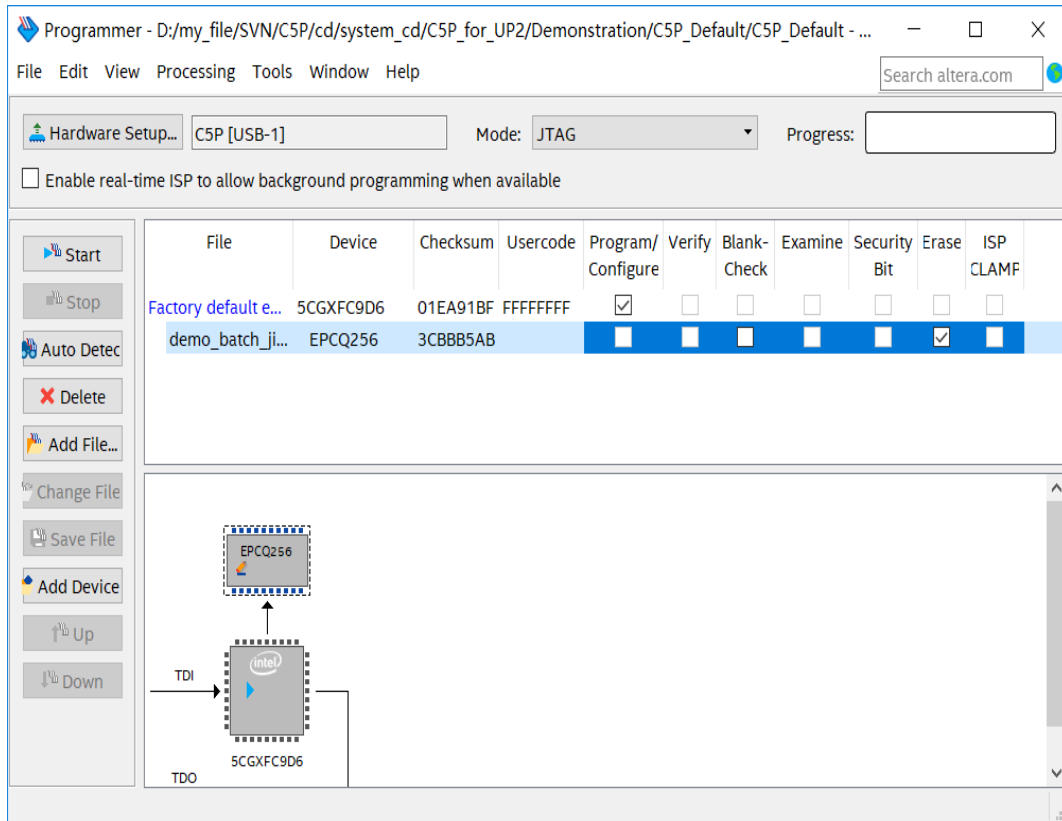 Programmer - D:/my_file/SVN/C5P/cd/system_cd/C5P_for_UP2/Demonstration/C5P_Default/C5P_Default - ...
File Edit View Processing Tools Window Help
Search altera.com
Hardware Setup... C5P [USB-1] Mode: JTAG Progress:
Enable real-time ISP to allow background programming when available
Start
Stop
Auto Detec
Delete
Add File...
Change File
Save File
Add Device
Up
Down
File Device Checksum Usercode Program/ Verify Blank- Examine Security Erase ISP
Configure Check Bit CLAMP
Factory default e... 5CGXFC9D6 01EA91BF FFFFFFFF
demo_batch_ji... EPCQ256 3CBBB5AB
EPCQ256
intel
TDI
5CGXFC9D6
TDO